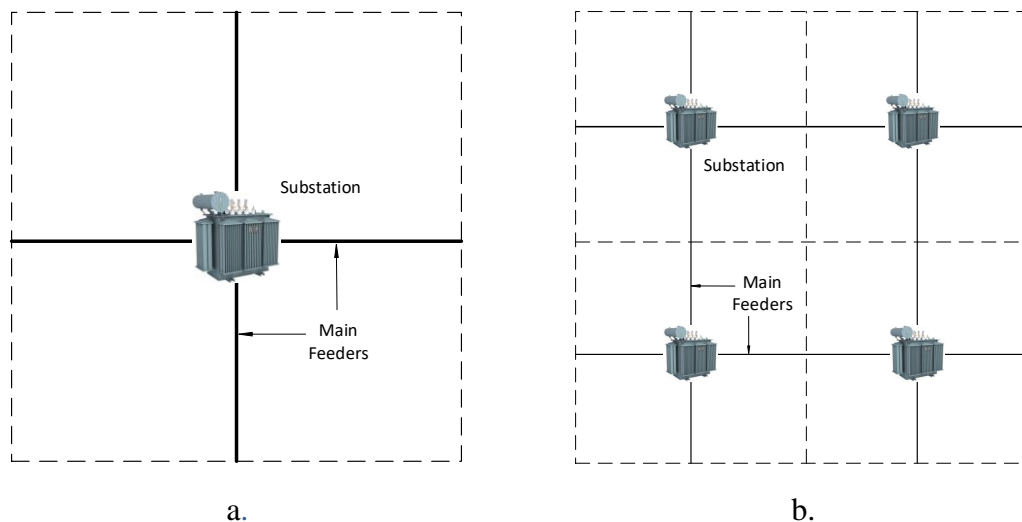 Substation
Main
Feeders
a.
Substation
Main
Feeders
b.